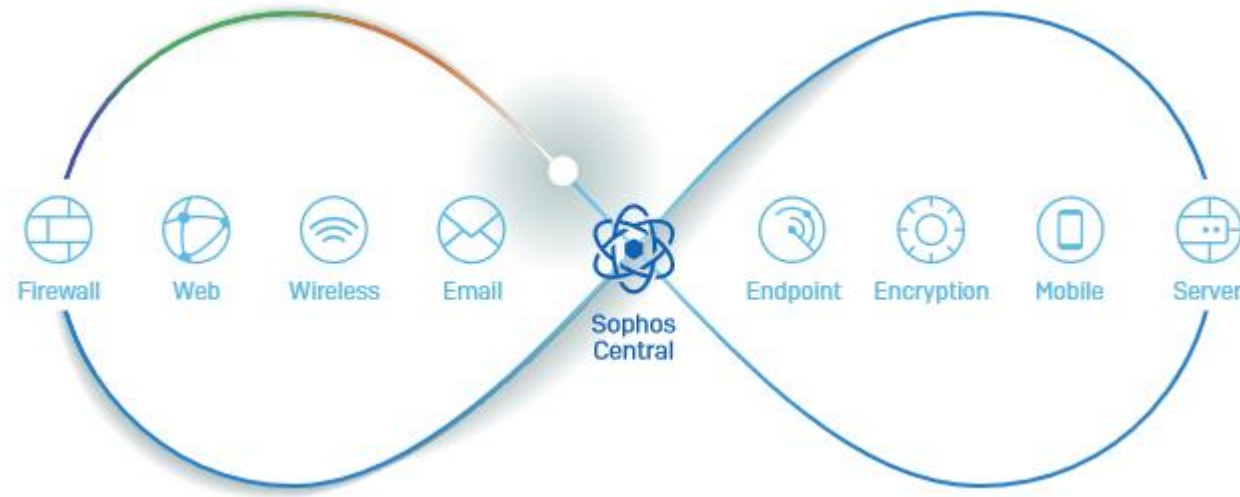 Firewall
Web
Wireless
Email
Sophos
Central
Endpoint
Encryption
Mobile
Server